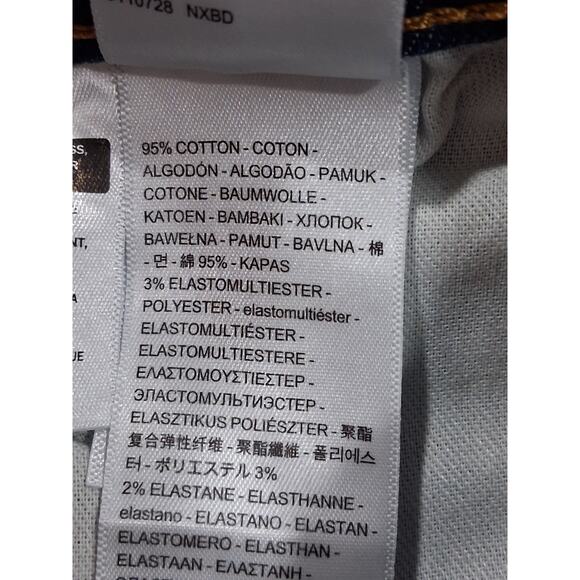 NXBD
95% COTTON - COTON -
ALGODÓN - ALGODÃO - PAMUK -
COTONE - BAUMWOLLE -
KATOEN - BAMBAKI - ХЛОПОК -
BAWEŁNA - PAMUT - BAVLNA - 棉
- 면 - 綿 95% - KAPAS
3% ELASTOMULTIESTER -
POLYESTER - elastomultiéster -
ELASTOMULTIÉSTER -
ELASTOMULTIESTERE -
ΕΛΑΣΤΟΜΟΥΣΤΙΕΣΤΕΡ -
ЭЛАСТОМУЛЬТИЭСТЕР -
ELASZTIKUS POLIÉSZTER - 聚酯
复合弹性纤维 - 聚酯纖維 - 폴리에스
터 - ポリエステル 3%
2% ELASTANE - ELASTHANNE -
elastano - ELASTANO - ELASTAN -
ELASTOMERO - ELASTHAN -
ELASTAAN - ΕΛΑΣΤΑΝΗ -